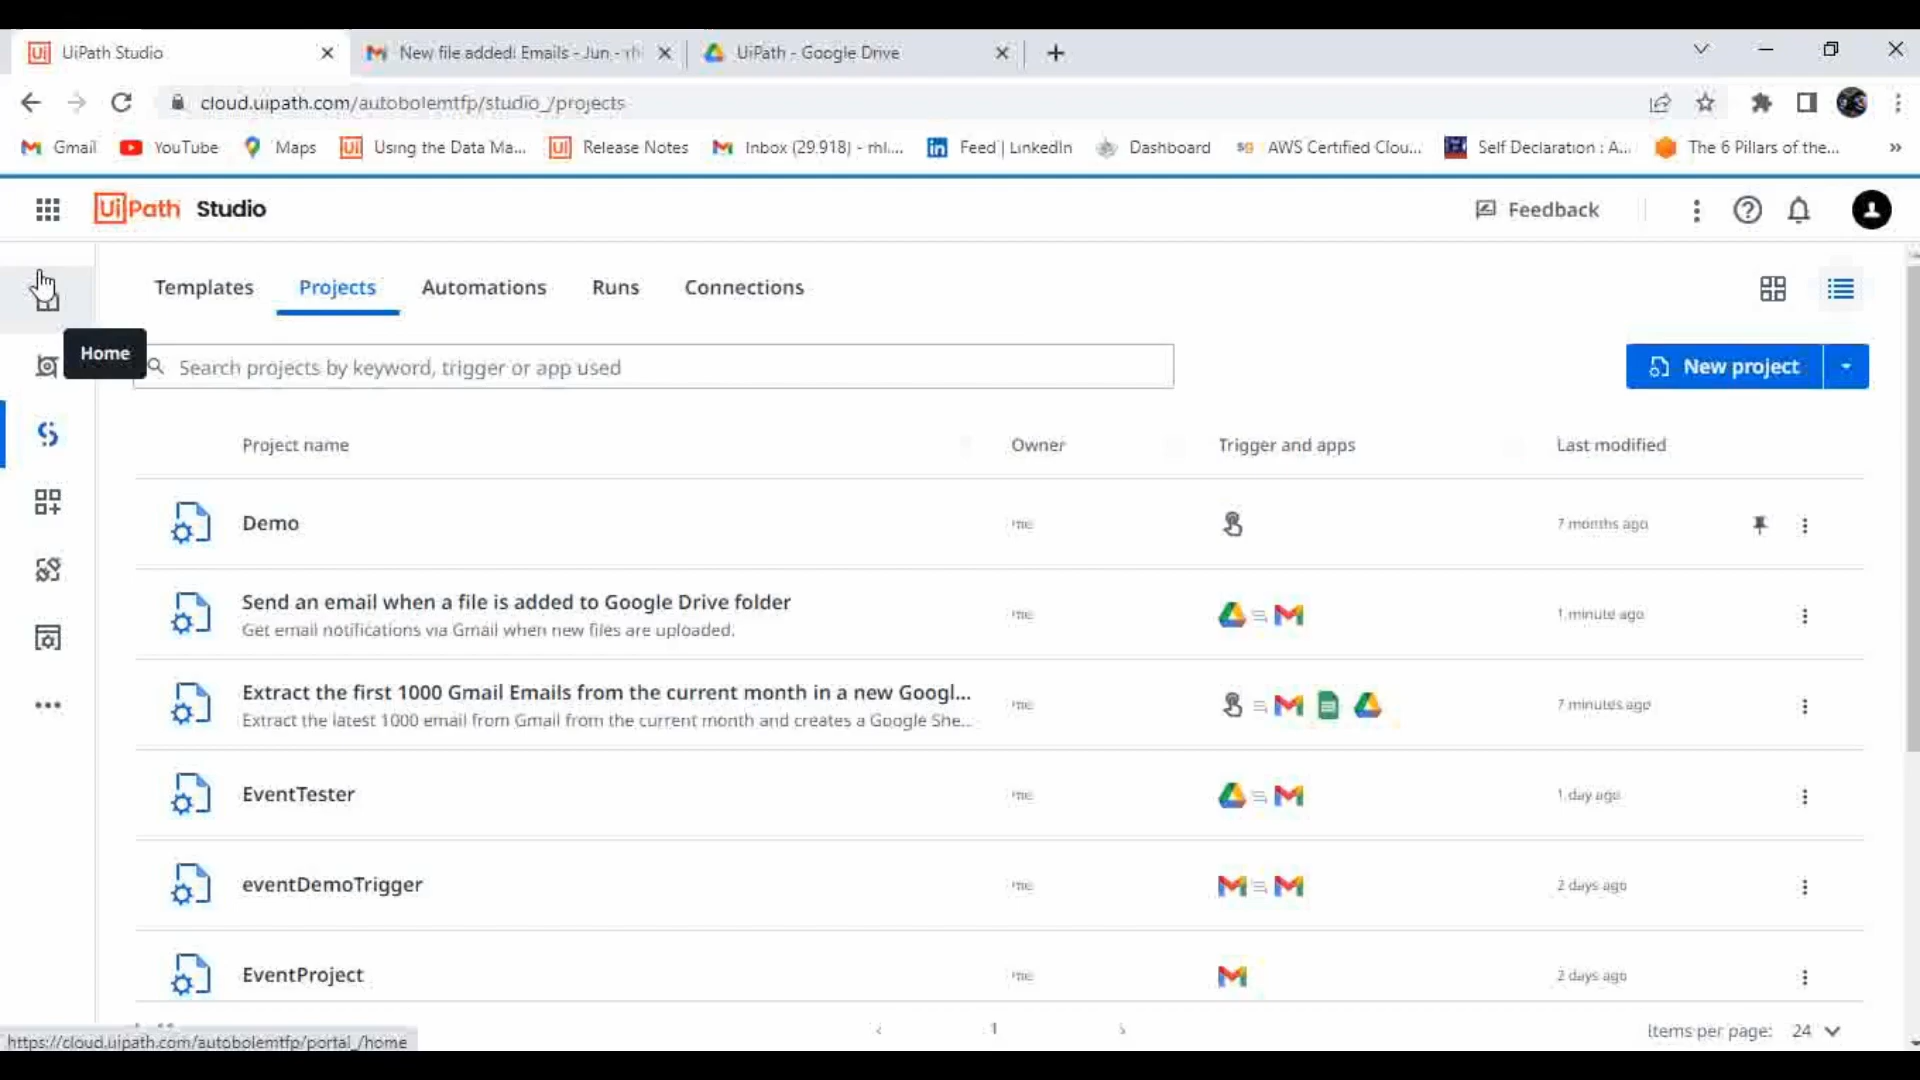 UiPath Studio
New file added! Emails - Jun - rh
UiPath - Google Drive
cloud.uipath.com/autobolemtfp/studio_/projects
Gmail
YouTube
Maps
Using the Data Ma...
Release Notes
Inbox (29,918) - rhl....
Feed | LinkedIn
Dashboard
AWS Certified Clou...
Self Declaration : A...
The 6 Pillars of the...
UiPath Studio
Feedback
Templates
Projects
Automations
Runs
Connections
Home
Search projects by keyword, trigger or app used
New project
Project name
Owner
Trigger and apps
Last modified
Demo
me
7 months ago
Send an email when a file is added to Google Drive folder
Get email notifications via Gmail when new files are uploaded.
me
1 minute ago
Extract the first 1000 Gmail Emails from the current month in a new Googl...
Extract the latest 1000 email from Gmail from the current month and creates a Google She...
me
7 minutes ago
EventTester
me
1 day ago
eventDemoTrigger
me
2 days ago
EventProject
me
2 days ago
1
Items per page: 24
https://cloud.uipath.com/autobolemtfp/portal_/home